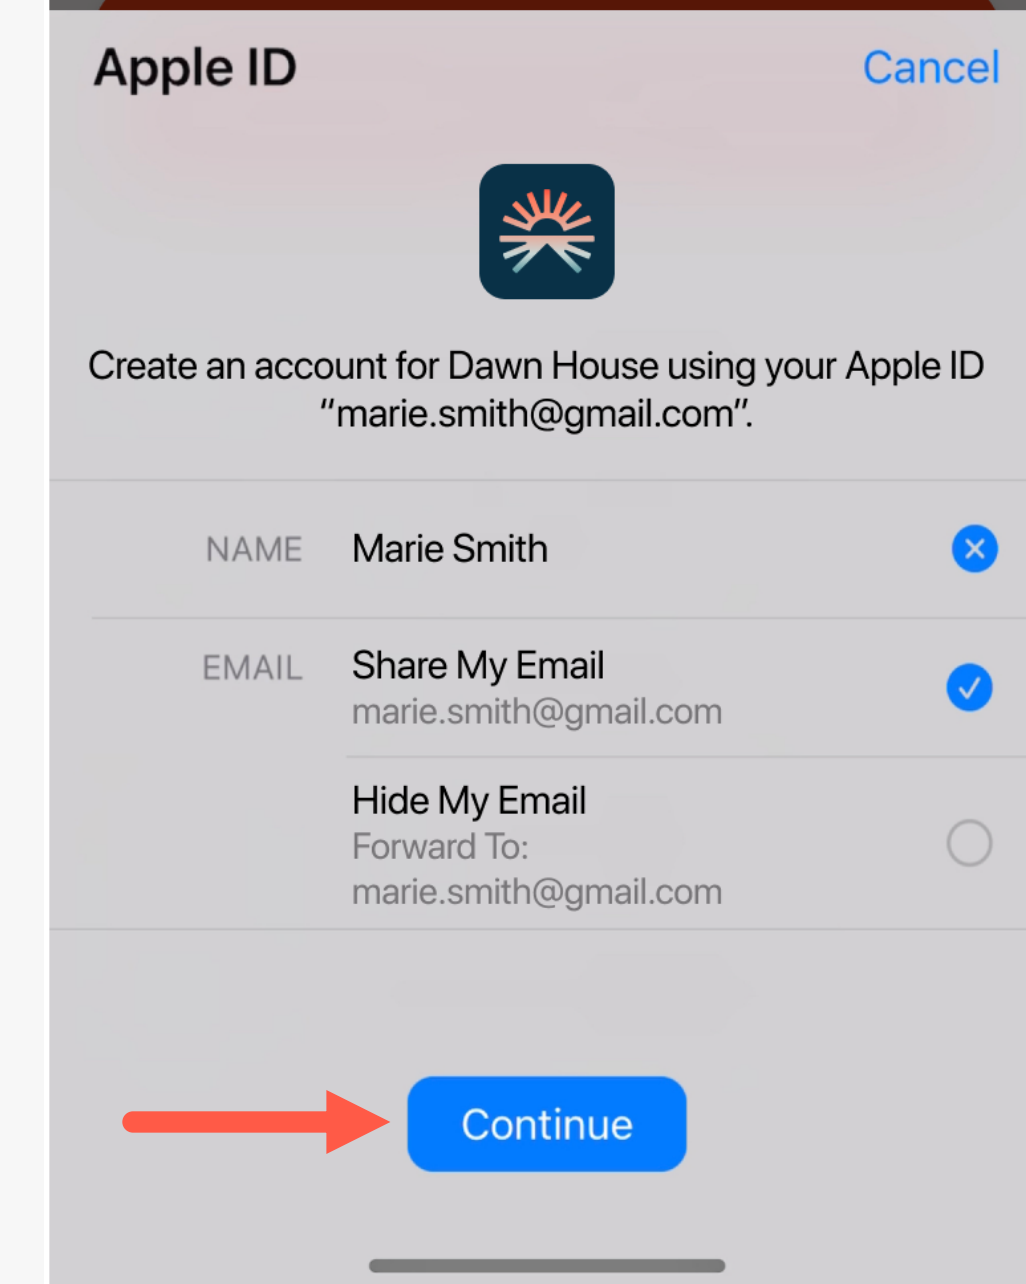 Apple ID
Cancel
Create an account for Dawn House using your Apple ID
“marie.smith@gmail.com”.
NAME Marie Smith
EMAIL Share My Email
marie.smith@gmail.com
Hide My Email
Forward To:
marie.smith@gmail.com
Continue